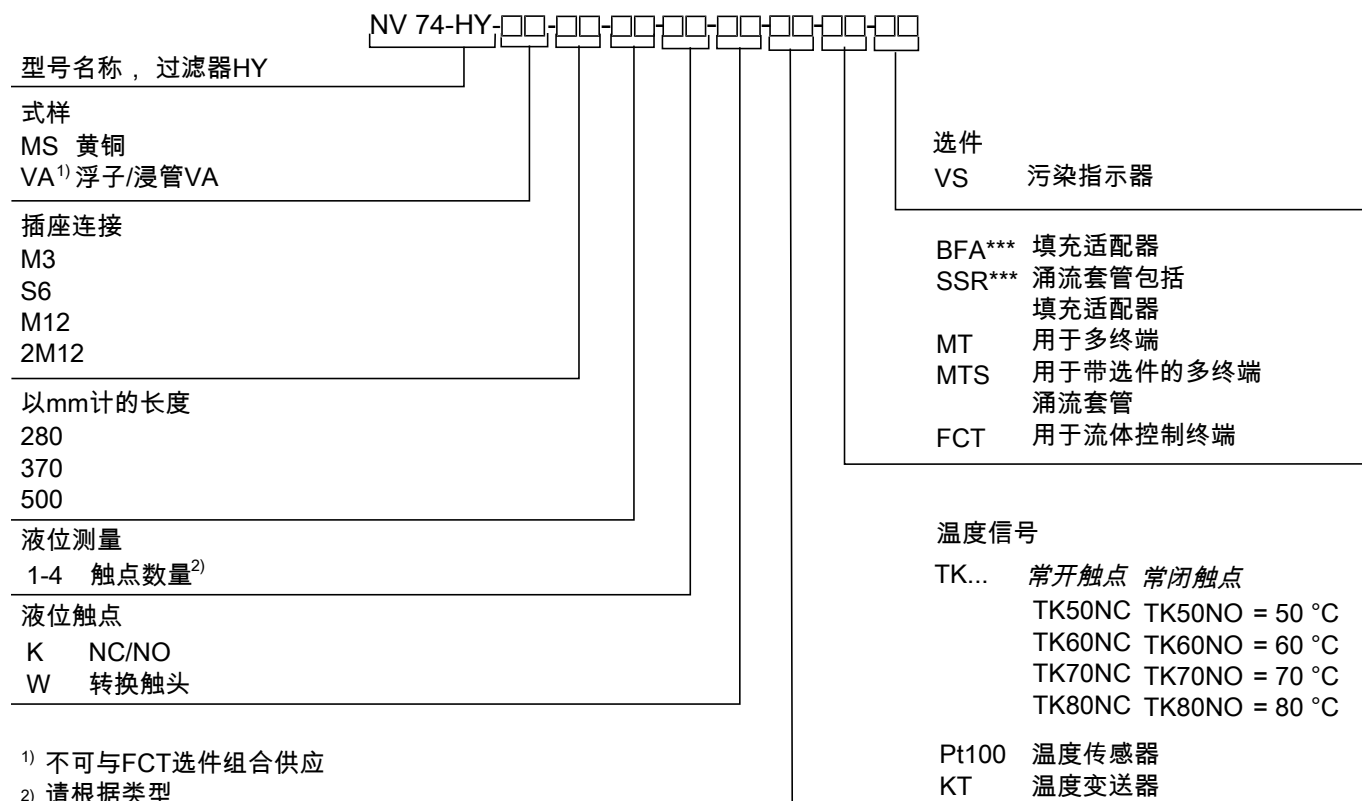 NV 74-HY-□□-□□-□□-□□-□□-□□-□□-□□
型号名称，过滤器HY
式样
MS 黄铜
VA1) 浮子/浸管VA
插座连接
M3
S6
M12
2M12
以mm计的长度
280
370
500
液位测量
1-4 触点数量2)
液位触点
K NC/NO
W 转换触头
1) 不可与FCT选件组合供应
2) 请根据类型
选件
VS 污染指示器
BFA*** 填充适配器
SSR*** 涌流套管包括
填充适配器
MT 用于多终端
MTS 用于带选件的多终端
涌流套管
FCT 用于流体控制终端
温度信号
TK... 常开触点 常闭触点
TK50NC TK50NO = 50 °C
TK60NC TK60NO = 60 °C
TK70NC TK70NO = 70 °C
TK80NC TK80NO = 80 °C
Pt100 温度传感器
KT 温度变送器